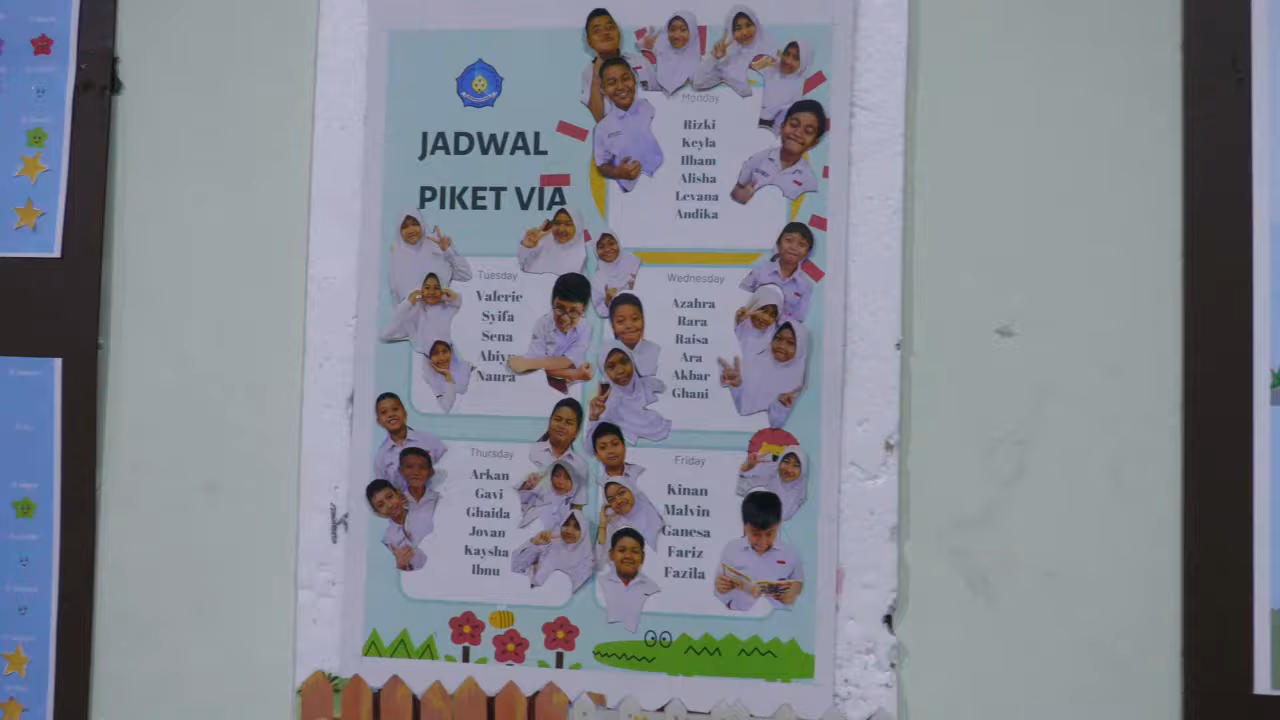 JADWAL
PIKET VIA
Monday
Rizki
Keyla
Ilham
Alisha
Levana
Andika
Tuesday
Valerie
Syifa
Sena
Abiyu
Naura
Wednesday
Azahra
Rara
Raisa
Ara
Akbar
Ghani
Thursday
Arkan
Gavi
Ghaida
Jovan
Kaysha
Ibnu
Friday
Kinan
Malvin
Ganesa
Fariz
Fazila